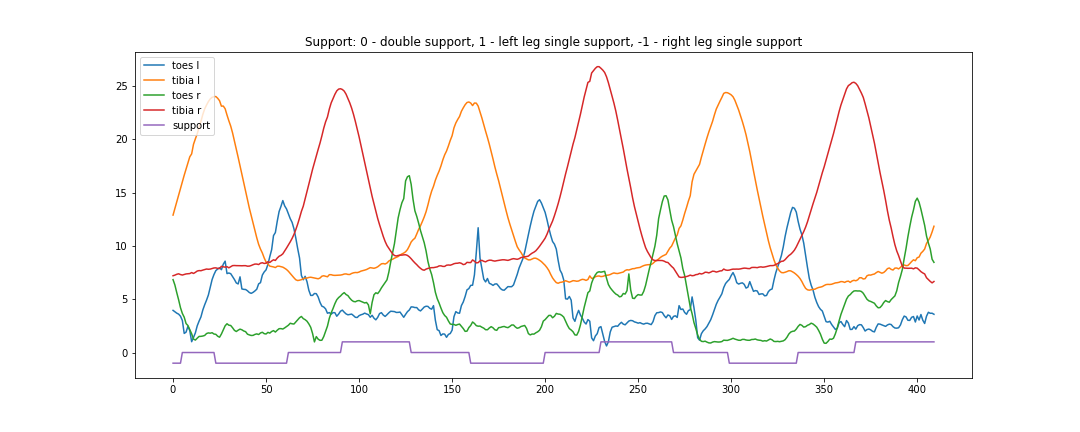 Support: 0 - double support, 1 - left leg single support, -1 - right leg single support
toes l
tibia l
toes r
tibia r
support
25
20
15
10
5
0
0 50 100 150 200 250 300 350 400